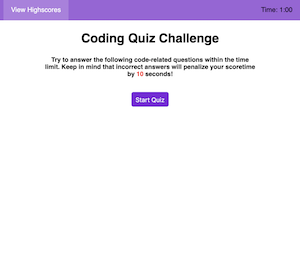 View Highscores
Time: 1:00
Coding Quiz Challenge
Try to answer the following code-related questions within the time
limit. Keep in mind that incorrect answers will penalize your scoretime
by 10 seconds!
Start Quiz